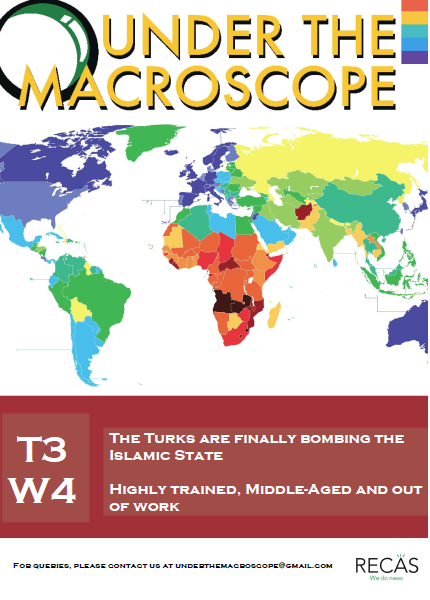 UNDER THE
MACROSCOPE
T3
W4
The Turks are finally bombing the
Islamic State
Highly trained, Middle-Aged and out
of work
For queries, please contact us at underthemacroscope@gmail.com
RECAS
We do news